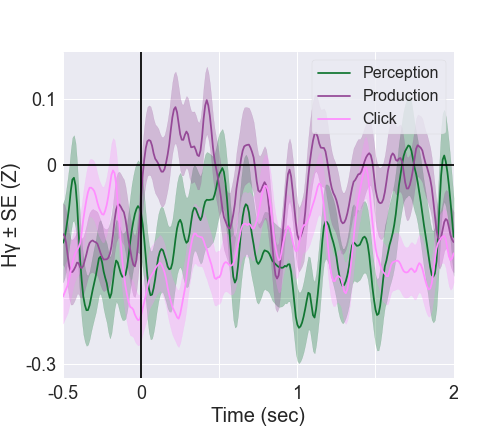 Perception
Production
Click
0.1
0
-0.3
Hγ ± SE (Z)
-0.5
0
1
2
Time (sec)